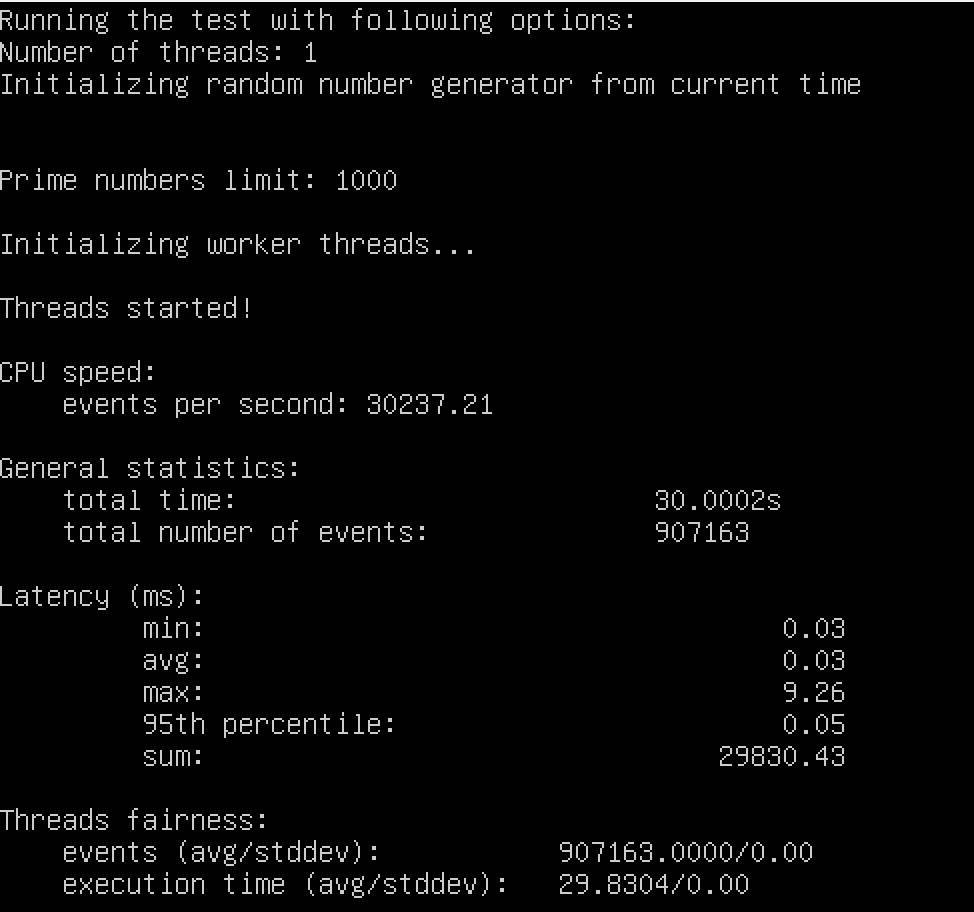 Running the test with following options:
Number of threads: 1
Initializing random number generator from current time
Prime numbers limit: 1000
Initializing worker threads...
Threads started!
CPU speed:
events per second: 30237.21
General statistics:
total time: 30.0002s
total number of events: 907163
Latency (ms):
min: 0.03
avg: 0.03
max: 9.26
95th percentile: 0.05
sum: 29830.43
Threads fairness:
events (avg/stddev): 907163.0000/0.00
execution time (avg/stddev): 29.8304/0.00